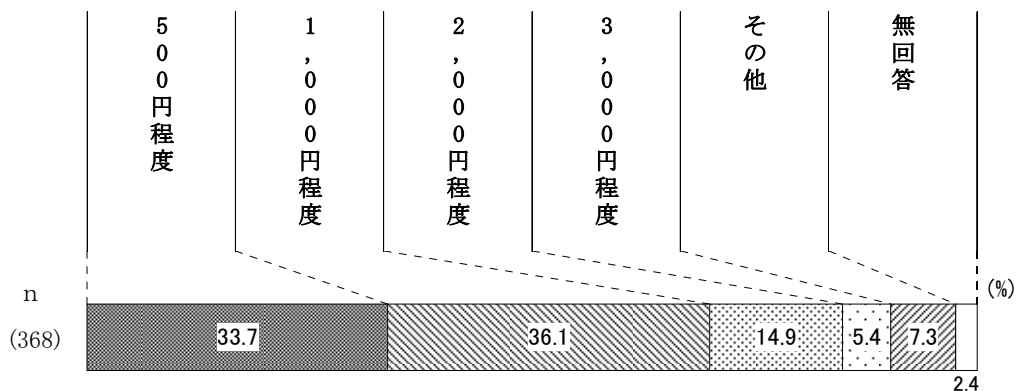 500円程度
1,000円程度
2,000円程度
3,000円程度
その他
無回答
(%)
n
(368)
33.7
36.1
14.9
5.4
7.3
2.4